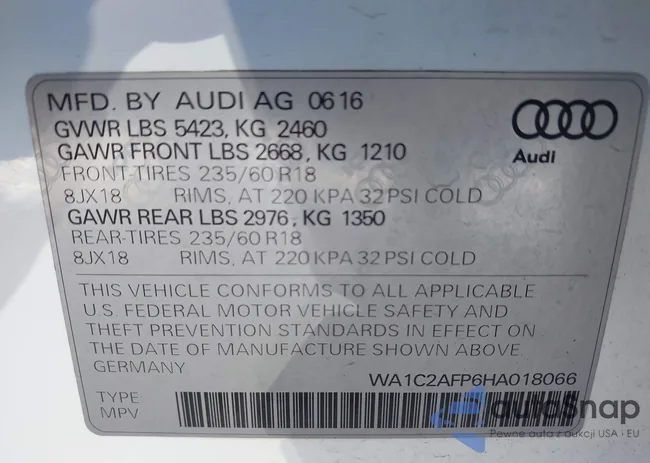 MFD. BY AUDI AG 06 16
GVWR LBS 5423, KG 2460
GAWR FRONT LBS 2668, KG 1210
FRONT-TIRES 235/60 R18
8JX18 RIMS, AT 220 KPA 32 PSI COLD
GAWR REAR LBS 2976, KG 1350
REAR-TIRES 235/60 R18
8JX18 RIMS, AT 220 KPA 32 PSI COLD
Audi
THIS VEHICLE CONFORMS TO ALL APPLICABLE
U.S. FEDERAL MOTOR VEHICLE SAFETY AND
THEFT PREVENTION STANDARDS IN EFFECT ON
THE DATE OF MANUFACTURE SHOWN ABOVE.
GERMANY
WA1C2AFP6HA018066
TYPE:
MPV
autoSnap
Pewne auta z aukcji USA i EU